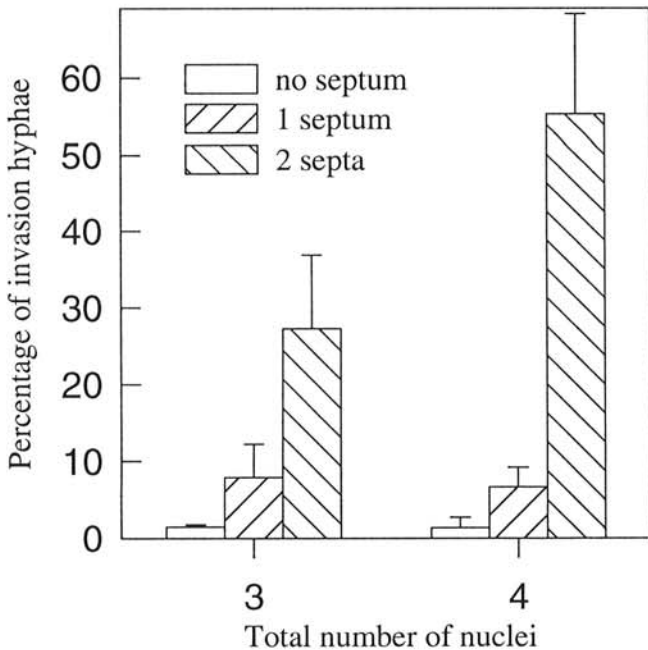 Percentage of invasion hyphae
60
50
40
30
20
10
0
no septum
1 septum
2 septa
3
4
Total number of nuclei